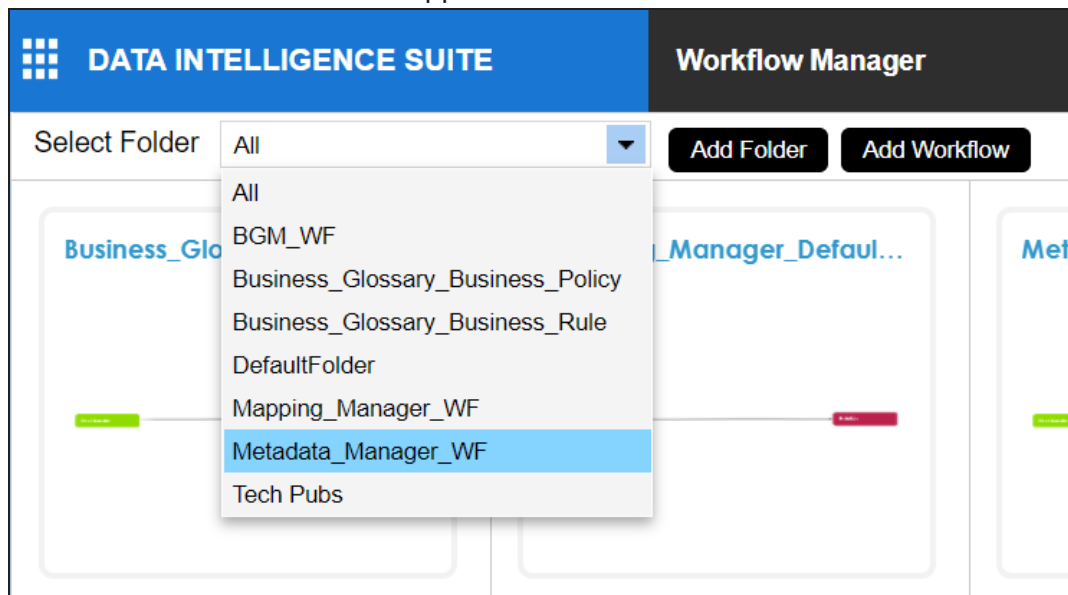 DATA INTELLIGENCE SUITE
Workflow Manager
Select Folder
All
Add Folder
Add Workflow
All
BGM_WF
Business_Glossary_Business_Policy
Business_Glossary_Business_Rule
DefaultFolder
Mapping_Manager_WF
Metadata_Manager_WF
Tech Pubs
Business_Glo
_Manager_Defaul...
Met